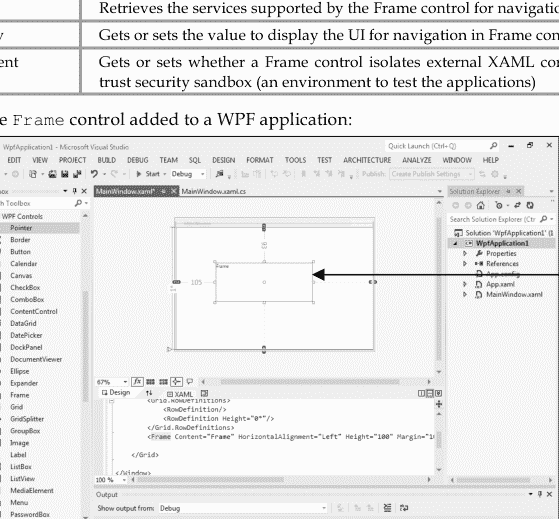 Retrieves the services supported by the Frame control for navigatio
y Gets or sets the value to display the UI for navigation in Frame con
ent Gets or sets whether a Frame control isolates external XAML con
trust security sandbox (an environment to test the applications)
e Frame control added to a WPF application:
WpfApplication1 - Microsoft Visual Studio
Quick Launch (Ctrl+Q)
EDIT VIEW PROJECT BUILD DEBUG TEAM SQL DESIGN FORMAT TOOLS TEST ARCHITECTURE ANALYZE WINDOW HELP
Start Debug
Publish: Create Publish Settings
ox
MainWindow.xaml* MainWindow.xaml.cs
Solution Explorer
h Toolbox
WPF Controls
Pointer
Border
Button
Calendar
Canvas
CheckBox
ComboBox
ContentControl
DataGrid
DatePicker
DockPanel
DocumentViewer
Ellipse
Expander
Frame
Grid
GridSplitter
GroupBox
Image
Label
ListBox
ListView
MediaElement
Menu
PasswordBox
Frame
105
Search Solution Explorer (Ctr
Solution 'WpfApplication1' (1
WpfApplication1
Properties
References
App.config
App.xaml
MainWindow.xaml
67%
Design XAML
<Grid.RowDefinitions>
<RowDefinition/>
<RowDefinition Height="0*"/>
</Grid.RowDefinitions>
<Frame Content="Frame" HorizontalAlignment="Left" Height="100" Margin="1
</Grid>
</Window>
100 %
Output
Show output from: Debug